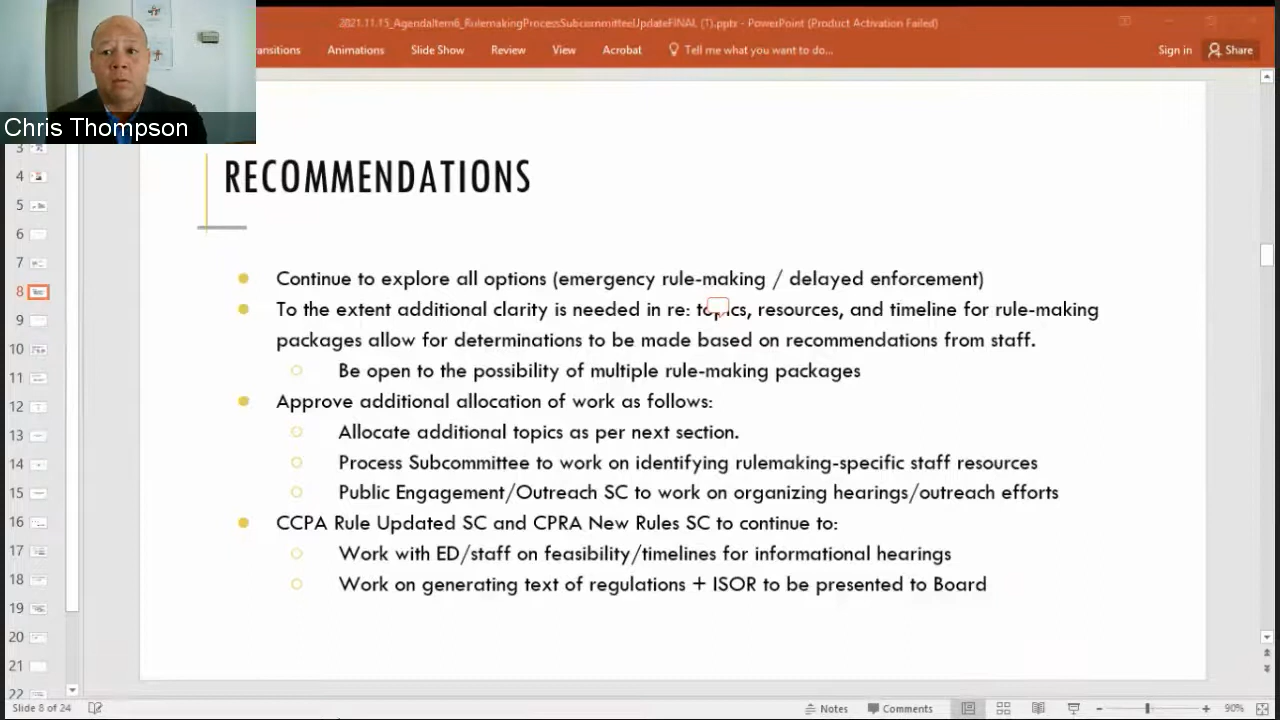 2021.11.15_AgendaItem6_RulemakingProcessSubcommitteeUpdateFINAL (1).pptx - PowerPoint (Product Activation Failed)
ransitions Animations Slide Show Review View Acrobat Tell me what you want to do... Sign in Share
Chris Thompson
3
4
5
6
7
8
9
10
11
12
13
14
15
16
17
18
19
20
21
22
RECOMMENDATIONS
Continue to explore all options (emergency rule-making / delayed enforcement)
To the extent additional clarity is needed in re: topics, resources, and timeline for rule-making
packages allow for determinations to be made based on recommendations from staff.
Be open to the possibility of multiple rule-making packages
Approve additional allocation of work as follows:
Allocate additional topics as per next section.
Process Subcommittee to work on identifying rulemaking-specific staff resources
Public Engagement/Outreach SC to work on organizing hearings/outreach efforts
CCPA Rule Updated SC and CPRA New Rules SC to continue to:
Work with ED/staff on feasibility/timelines for informational hearings
Work on generating text of regulations + ISOR to be presented to Board
Slide 8 of 24 Notes Comments 90%